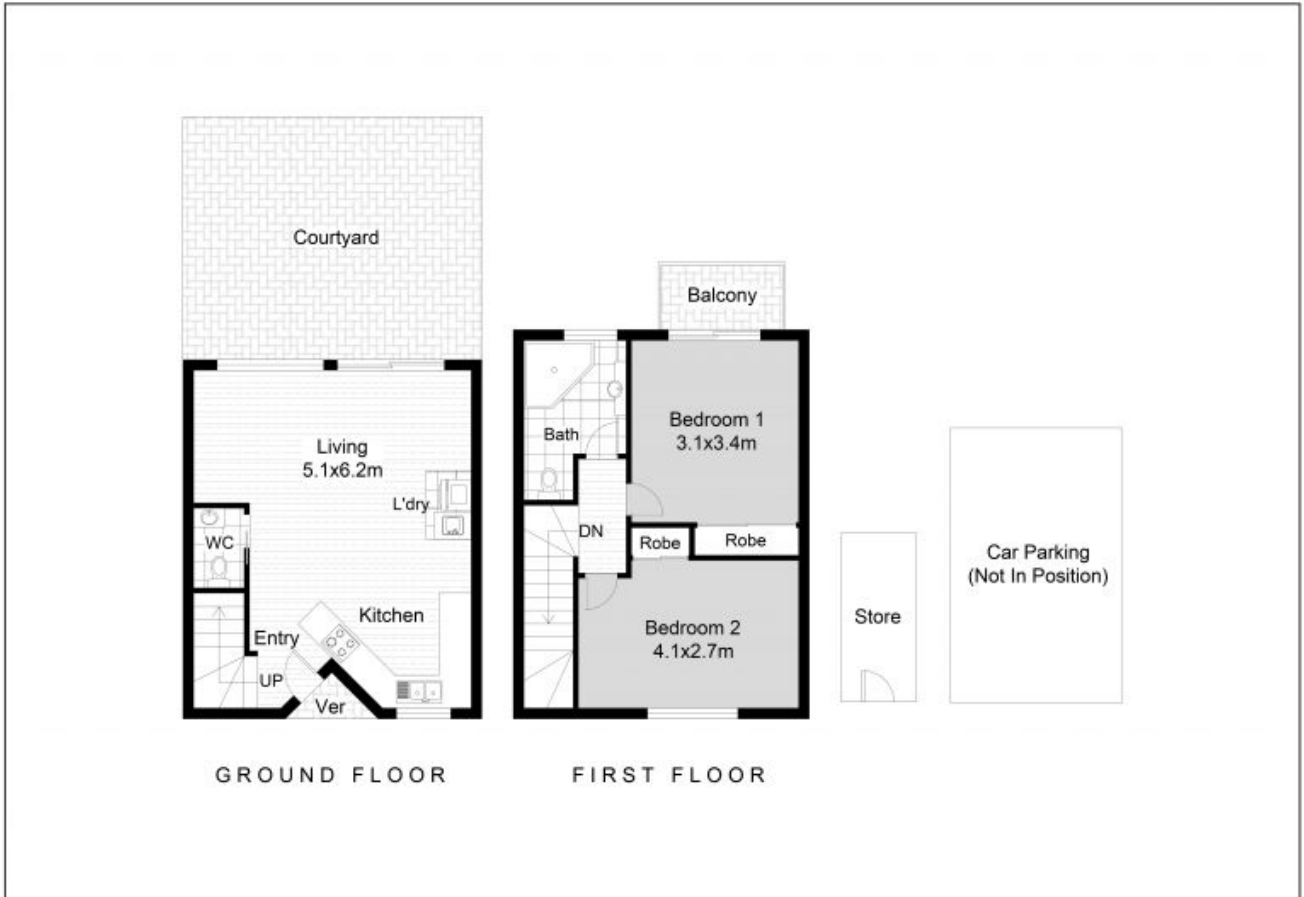 Courtyard
Living
5.1x6.2m
L'dry
WC
Kitchen
Entry
UP
Ver
GROUND FLOOR
Balcony
Bedroom 1
3.1x3.4m
Bath
DN
Robe
Robe
Bedroom 2
4.1x2.7m
FIRST FLOOR
Store
Car Parking
(Not In Position)